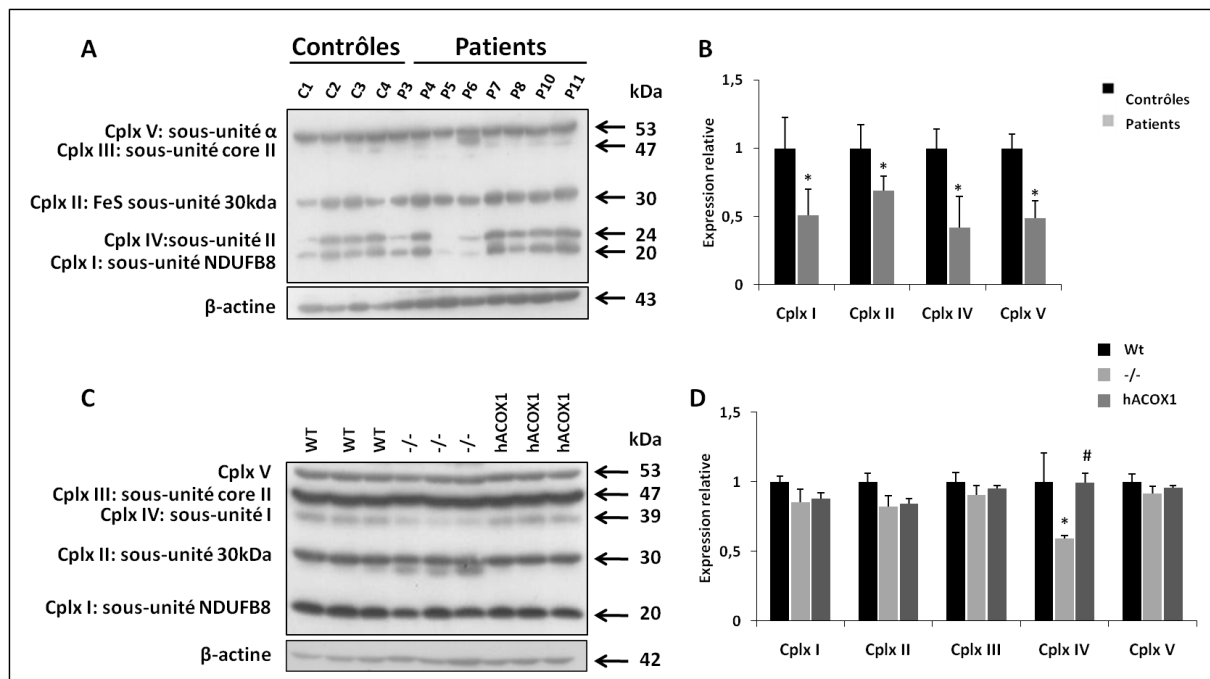 A
Contrôles Patients
C1 C2 C3 C4 P3 P4 P5 P6 P7 P8 P10 P11
kDa
Cplx V: sous-unité α
53
Cplx III: sous-unité core II
47
Cplx II: FeS sous-unité 30kda
30
Cplx IV:sous-unité II
24
Cplx I: sous-unité NDUFB8
20
β-actine
43
B
Expression relative
1,5
1
0,5
0
* * * *
Cplx I Cplx II Cplx IV Cplx V
Contrôles
Patients
C
WT WT WT -/- -/- -/- hACOX1 hACOX1 hACOX1
kDa
Cplx V
53
Cplx III: sous-unité core II
47
Cplx IV: sous-unité I
39
Cplx II: sous-unité 30kDa
30
Cplx I: sous-unité NDUFB8
20
β-actine
42
Wt
-/-
hACOX1
D
Expression relative
1,5
1
0,5
0
* #
Cplx I Cplx II Cplx III Cplx IV Cplx V